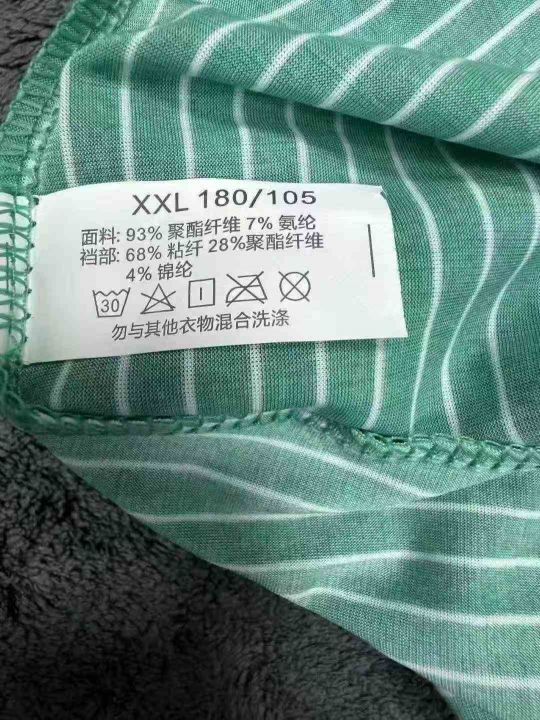 XXL 180/105
面料: 93% 聚酯纤维 7% 氨纶
裆部: 68% 粘纤 28%聚酯纤维
4% 锦纶
30
勿与其他衣物混合洗涤